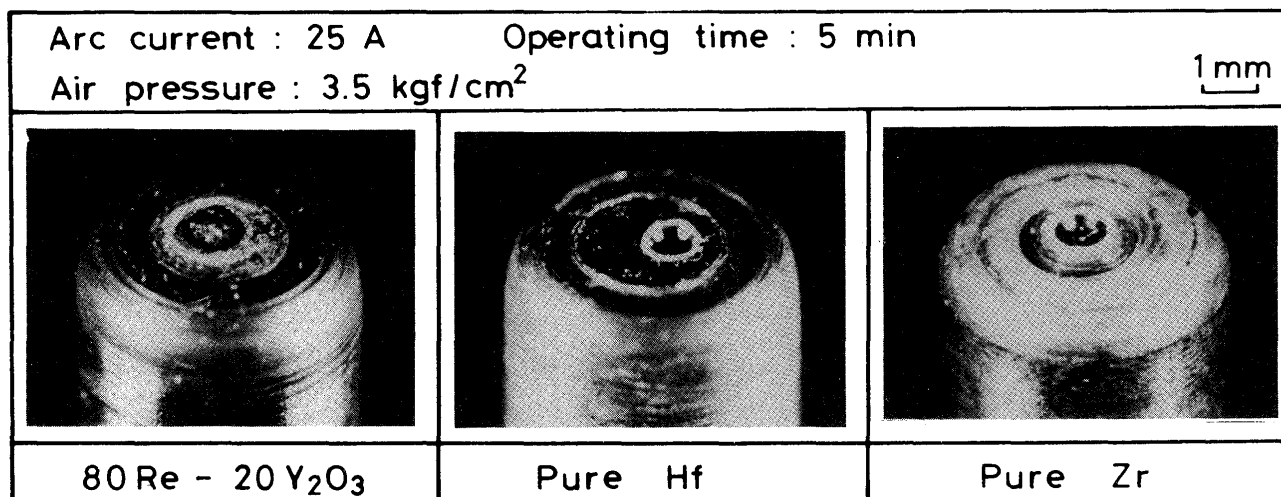 Arc current : 25 A Operating time : 5 min
Air pressure : 3.5 kgf/cm²
1 mm
80 Re - 20 Y₂O₃
Pure Hf
Pure Zr